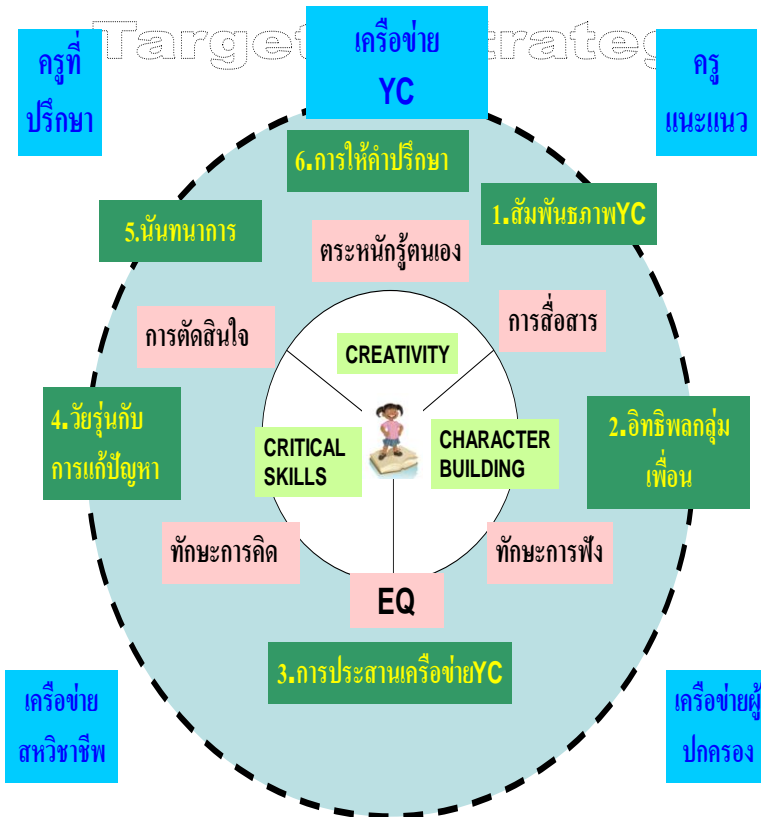 Target
trateg
เครือข่าย
YC
ครูที่
ปรึกษา
ครู
แนะแนว
6.การให้คำปรึกษา
1.สัมพันธภาพYC
5.นันทนาการ
ตระหนักรู้ตนเอง
การสื่อสาร
การตัดสินใจ
CREATIVITY
4.วัยรุ่นกับ
การแก้ปัญหา
2.อิทธิพลกลุ่ม
เพื่อน
CRITICAL
SKILLS
CHARACTER
BUILDING
ทักษะการคิด
ทักษะการฟัง
EQ
3.การประสานเครือข่ายYC
เครือข่าย
สหวิชาชีพ
เครือข่ายผู้
ปกครอง